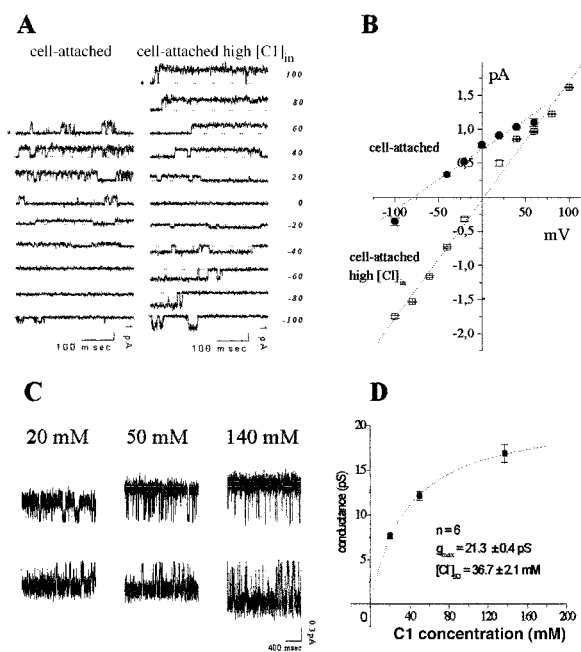 A
cell-attached
cell-attached high [C1]in
100
80
60
40
20
0
-20
-40
-60
-80
-100
100 msec
1 pA
100 msec
1 pA
B
pA
1,5
1,0
0,5
-100
-50
0
50
100
mV
-0,5
-1,0
-1,5
-2,0
cell-attached
cell-attached
high [Cl]in
C
20 mM
50 mM
140 mM
0.3 pA
400 msec
D
conductance (pS)
20
15
10
5
0
0
40
80
120
160
200
n = 6
gmax = 21.3 ±0.4 pS
[Cl]50 = 36.7 ±2.1 mM
C1 concentration (mM)